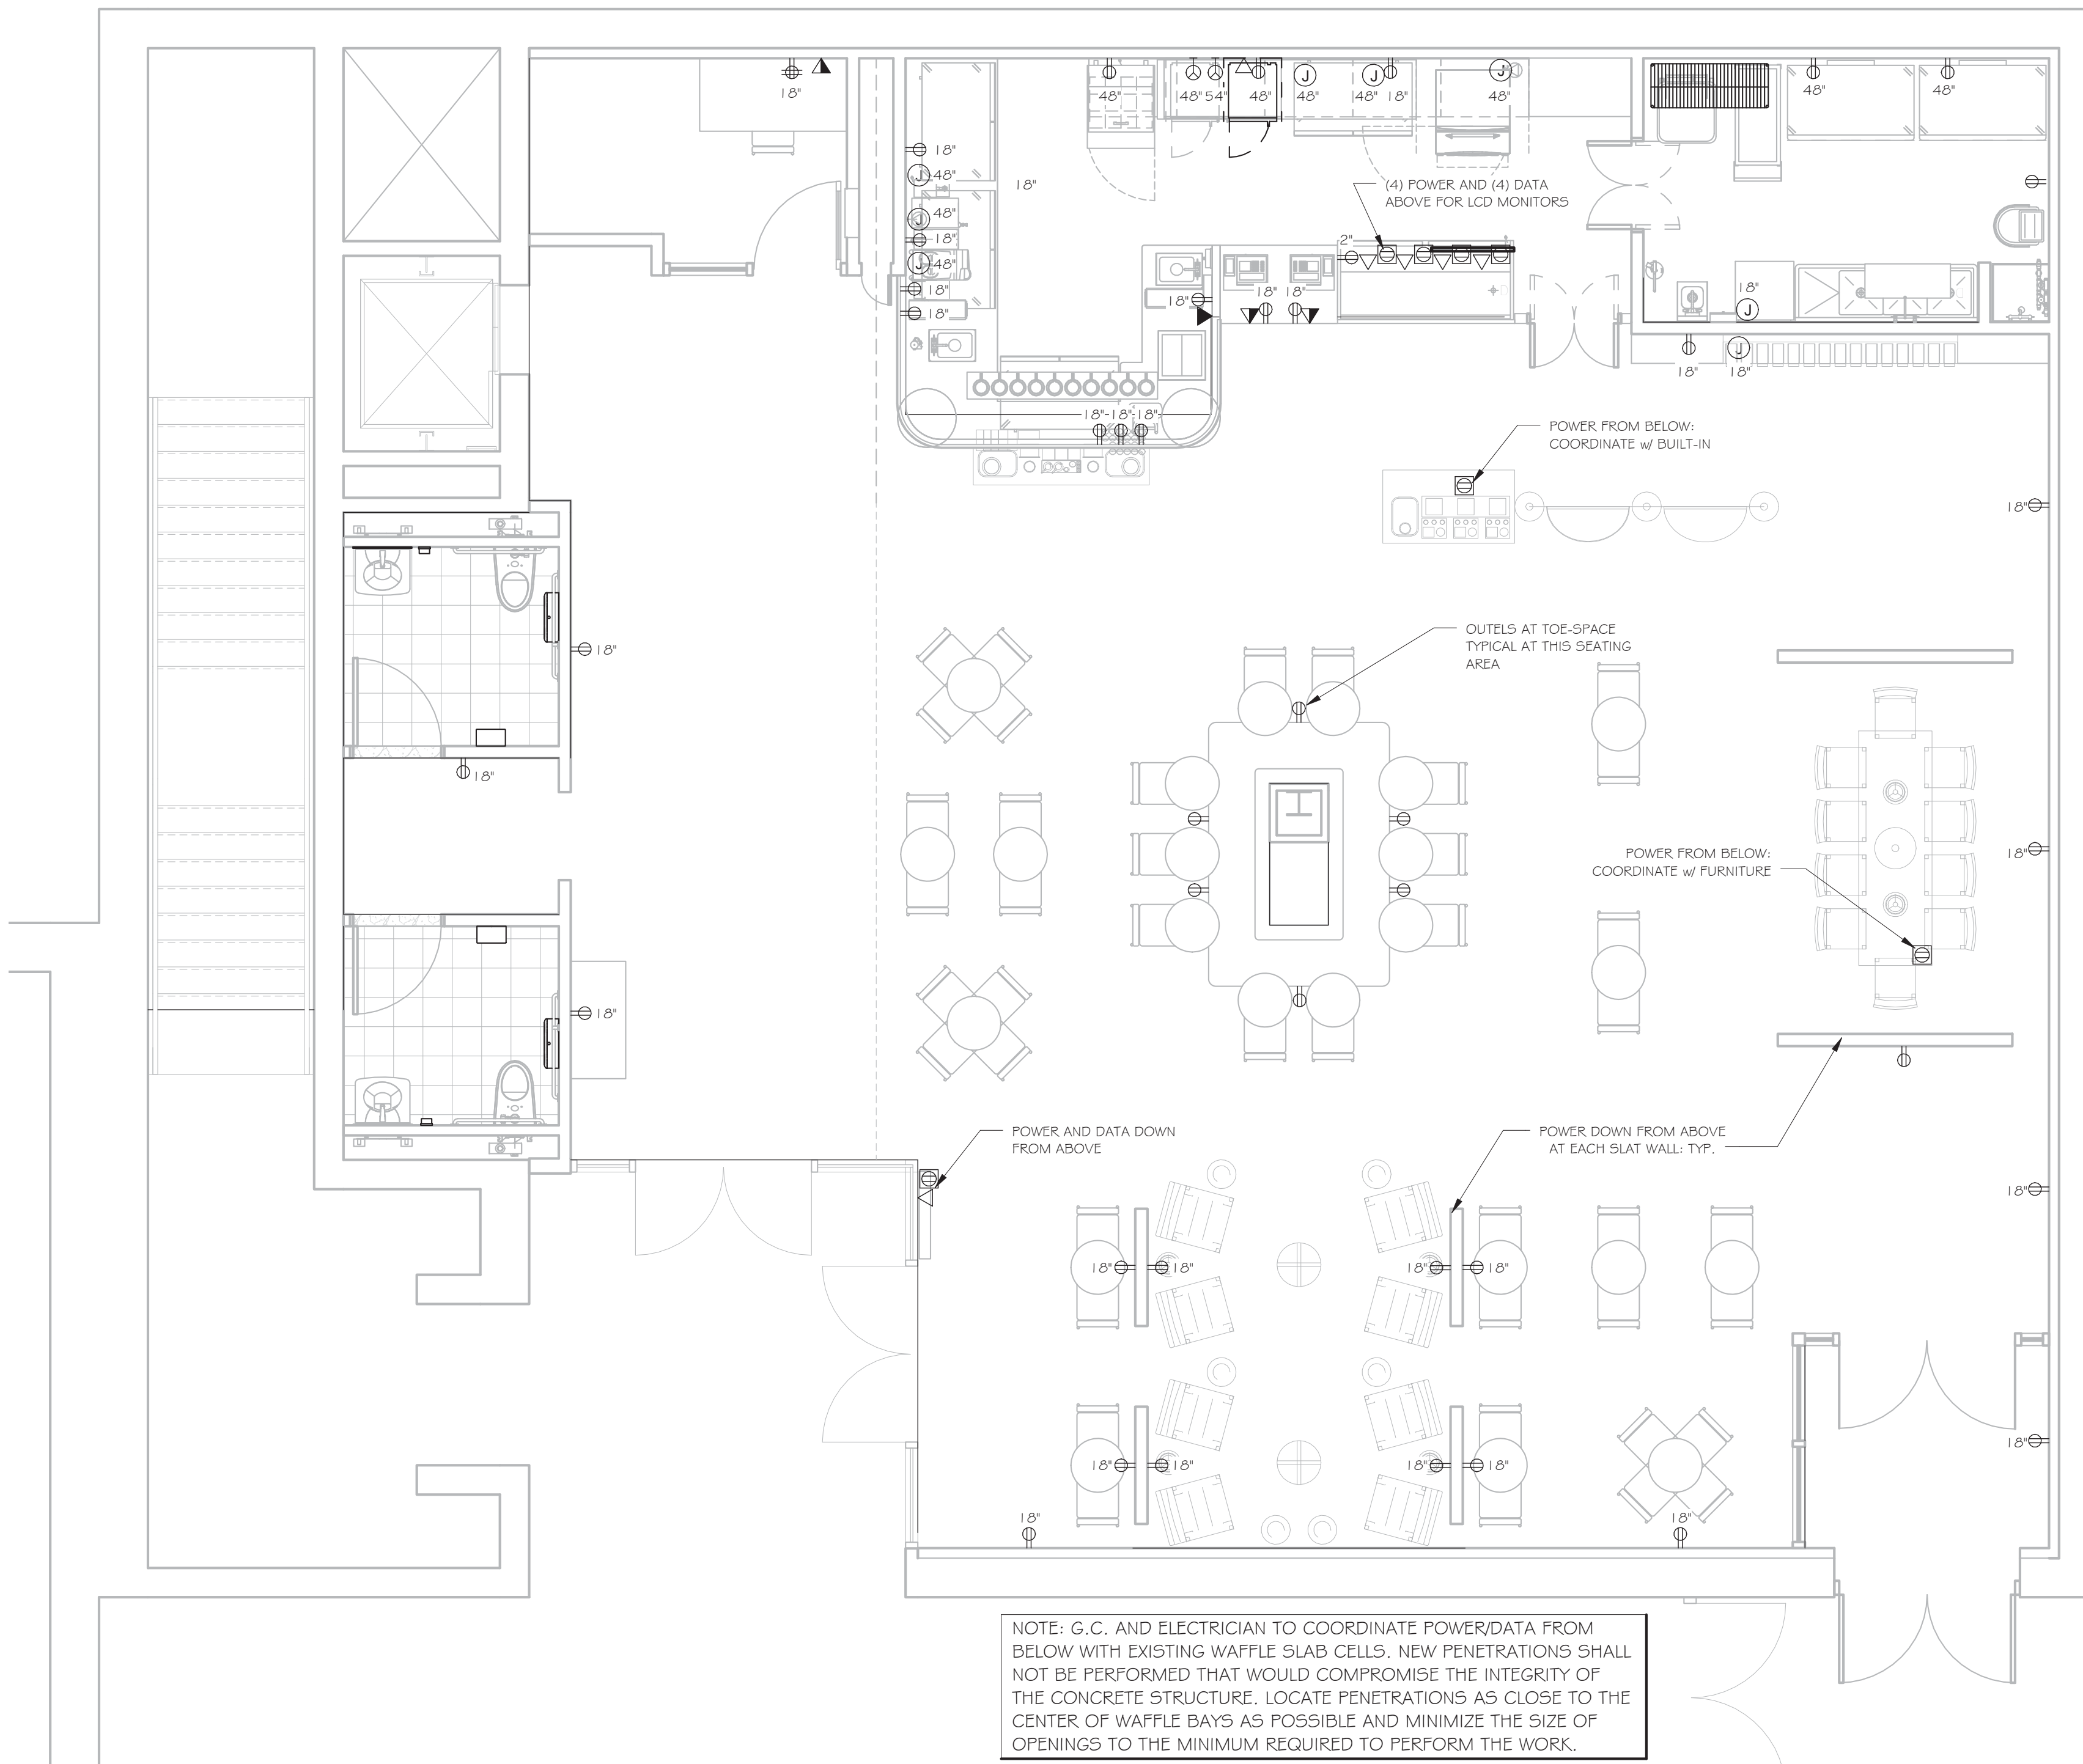 18"
48"
48"
54"
48"
48"
48"
18"
48"
48"
48"
J
J
J
18"
J
48"
18"
(4) POWER AND (4) DATA
ABOVE FOR LCD MONITORS
J
48"
18"
2"
J
48"
18"
18"
18"
18"
18"
18"
J
18"
J
18"
18"
18"
18"
18"
POWER FROM BELOW:
COORDINATE w/ BUILT-IN
18"
OUTELS AT TOE-SPACE
TYPICAL AT THIS SEATING
AREA
18"
18"
POWER FROM BELOW:
COORDINATE w/ FURNITURE
18"
18"
POWER AND DATA DOWN
FROM ABOVE
POWER DOWN FROM ABOVE
AT EACH SLAT WALL: TYP.
18"
18"
18"
18"
18"
18"
18"
18"
18"
18"
18"
18"
NOTE: G.C. AND ELECTRICIAN TO COORDINATE POWER/DATA FROM
BELOW WITH EXISTING WAFFLE SLAB CELLS. NEW PENETRATIONS SHALL
NOT BE PERFORMED THAT WOULD COMPROMISE THE INTEGRITY OF
THE CONCRETE STRUCTURE. LOCATE PENETRATIONS AS CLOSE TO THE
CENTER OF WAFFLE BAYS AS POSSIBLE AND MINIMIZE THE SIZE OF
OPENINGS TO THE MINIMUM REQUIRED TO PERFORM THE WORK.